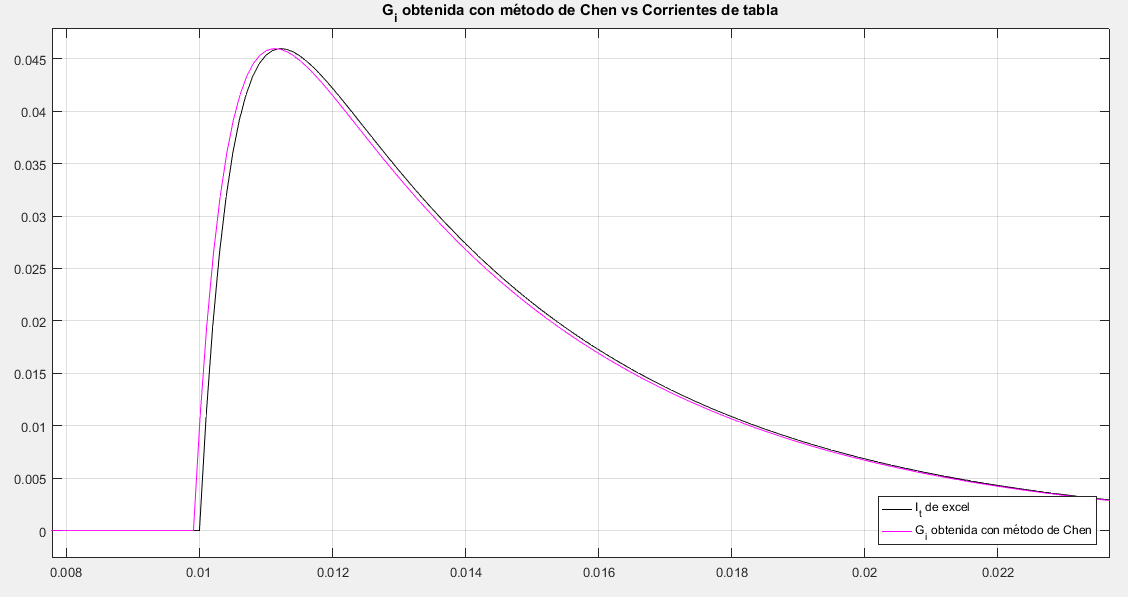 Gi obtenida con método de Chen vs Corrientes de tabla
0.045
0.04
0.035
0.03
0.025
0.02
0.015
0.01
0.005
0
It de excel
Gi obtenida con método de Chen
0.008 0.01 0.012 0.014 0.016 0.018 0.02 0.022